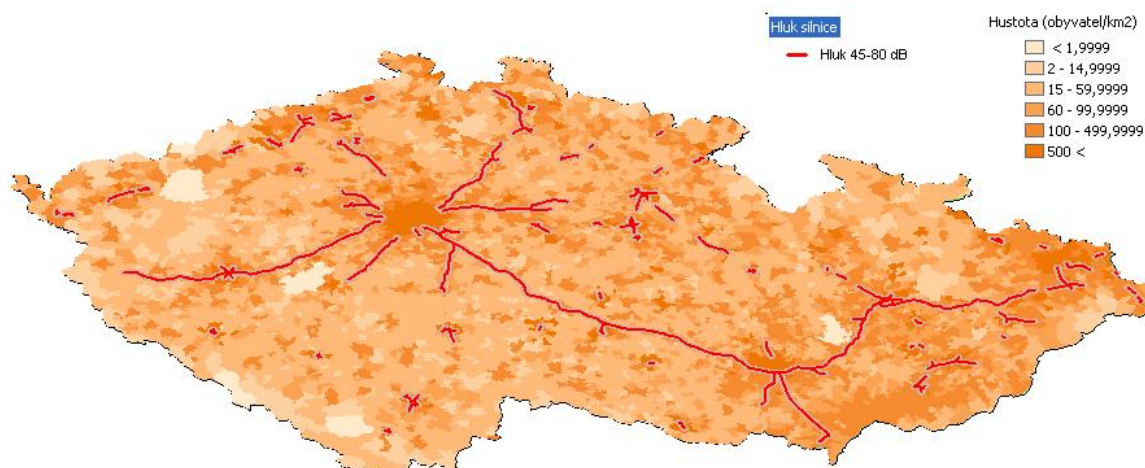 Hluk silnice
Hluk 45-80 dB
Hustota (obyvatel/km2)
< 1,9999
2 - 14,9999
15 - 59,9999
60 - 99,9999
100 - 499,9999
500 <